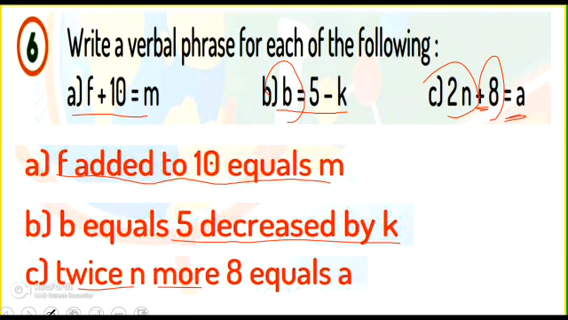 6 Write a verbal phrase for each of the following :
a) f + 10 = m b) b = 5 - k c) 2 n + 8 = a
a) f added to 10 equals m
b) b equals 5 decreased by k
c) twice n more 8 equals a